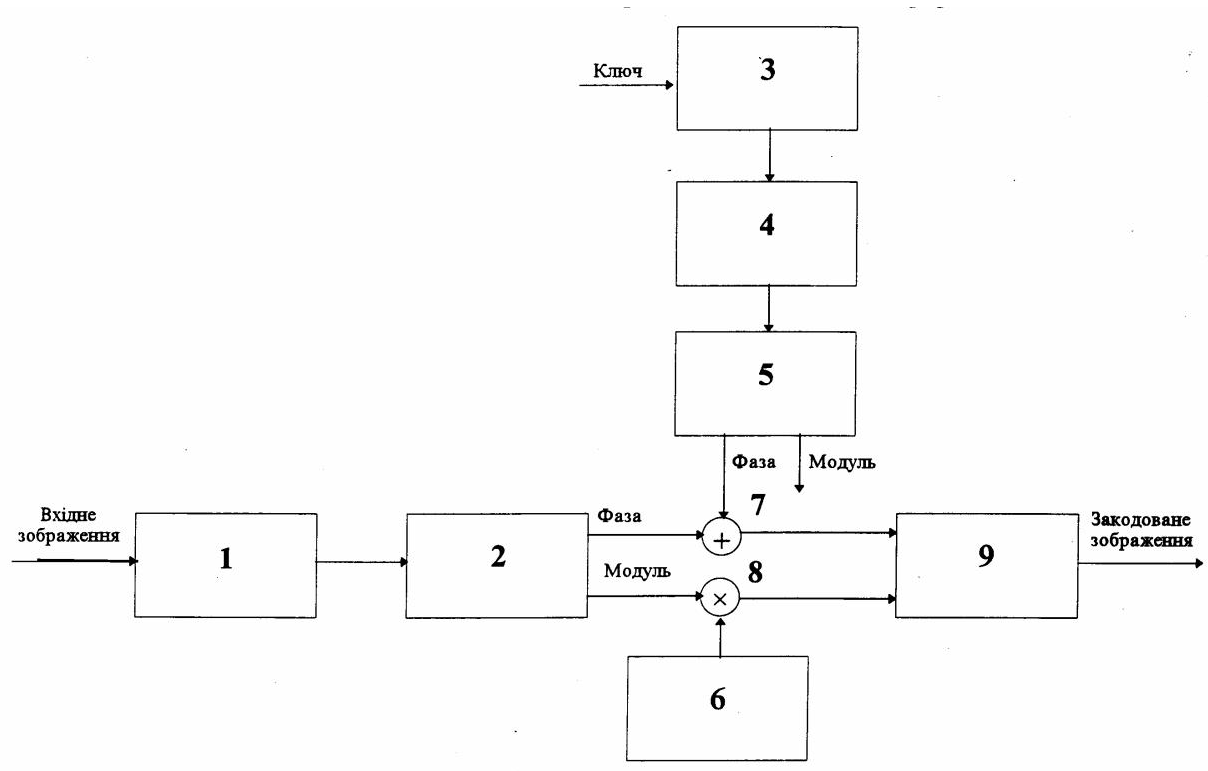 Ключ
3
4
5
Фаза
Модуль
7
Вхідне
зображення
1
2
Фаза
Модуль
+
8
×
9
Закодоване
зображення
6